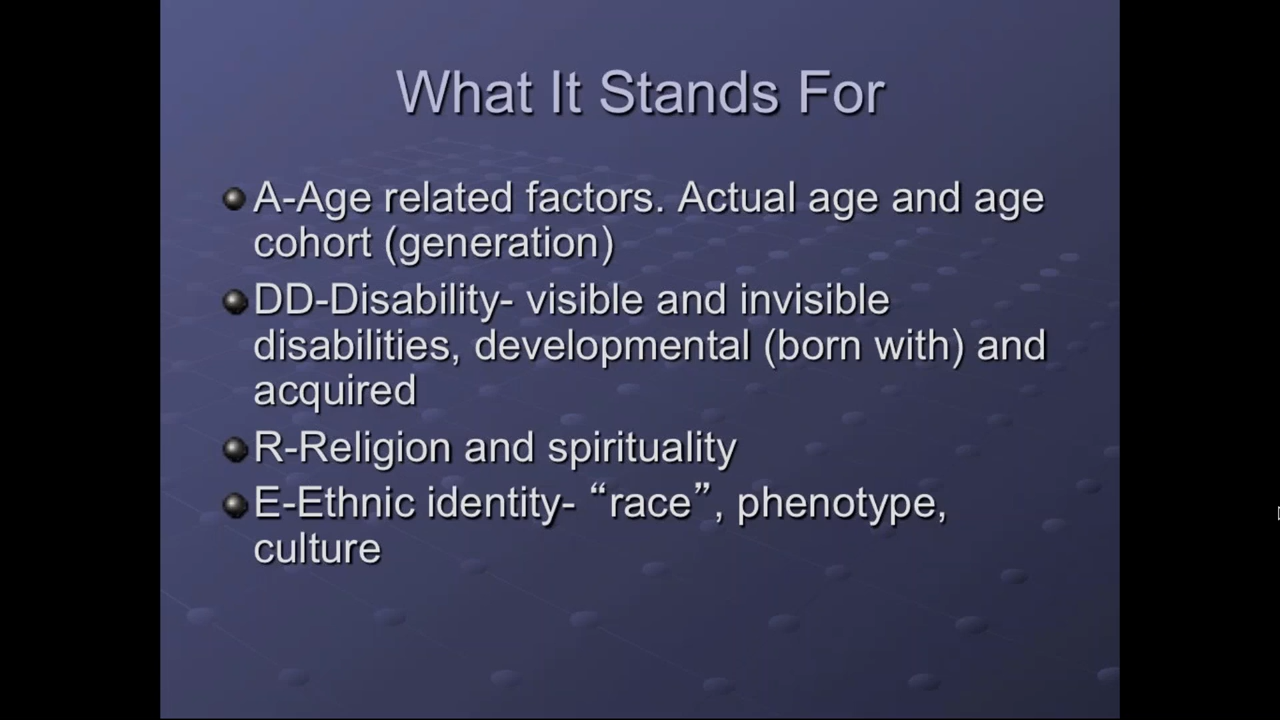 What It Stands For
A-Age related factors. Actual age and age
cohort (generation)
DD-Disability- visible and invisible
disabilities, developmental (born with) and
acquired
R-Religion and spirituality
E-Ethnic identity- “race”, phenotype,
culture